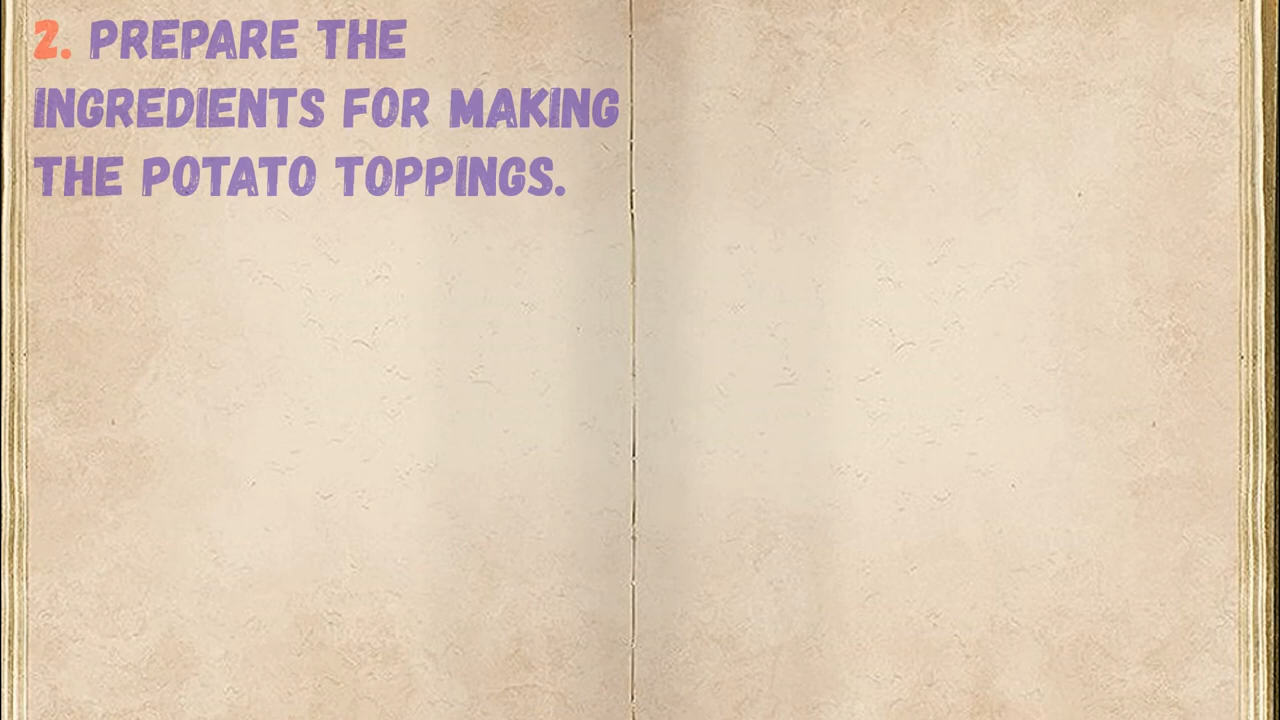 2. PREPARE THE
INGREDIENTS FOR MAKING
THE POTATO TOPPINGS.